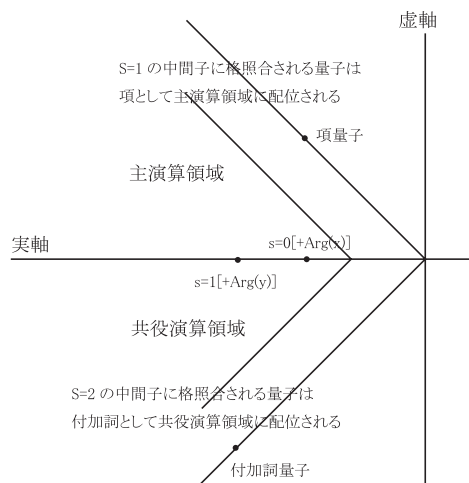 虚軸
S=1 の中間子に格照合される量子は
項として主演算領域に配位される
項量子
主演算領域
実軸
s=0[+Arg(x)]
s=1[+Arg(y)]
共役演算領域
S=2 の中間子に格照合される量子は
付加詞として共役演算領域に配位される
付加詞量子